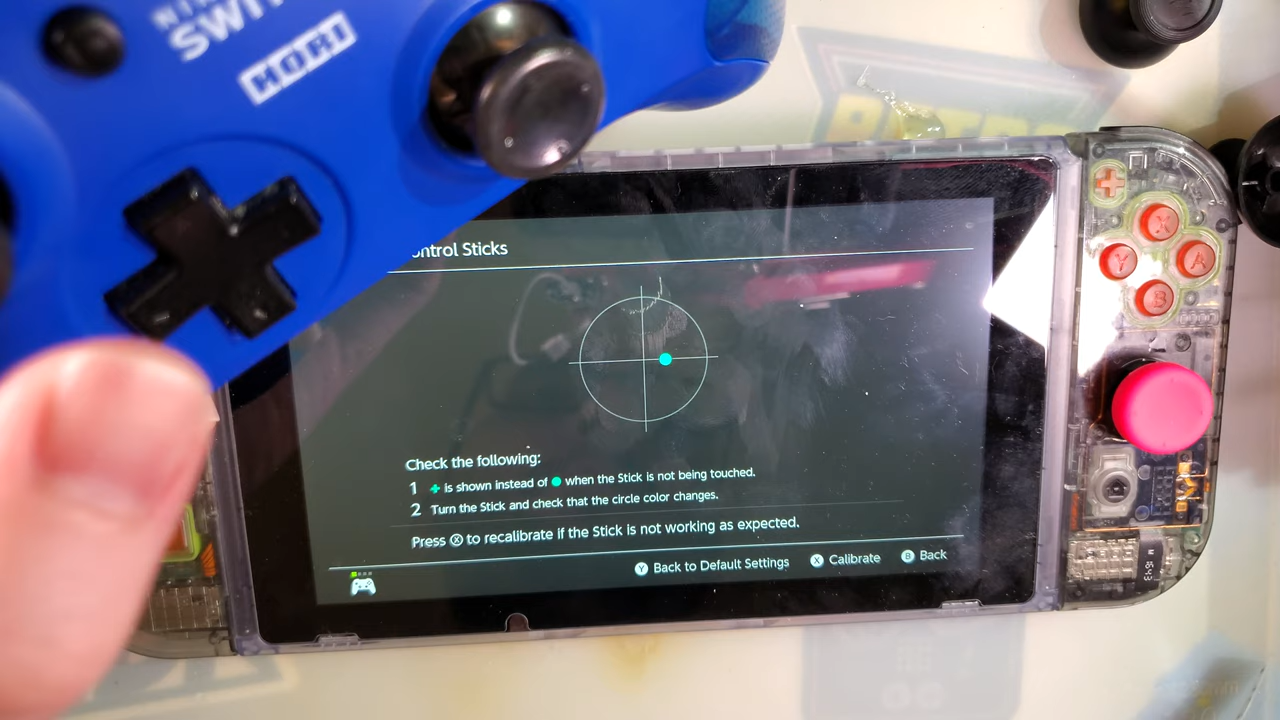 SWIT
HORI
ontrol Sticks
X
Y
A
B
Check the following:
1 + is shown instead of ● when the Stick is not being touched.
2 Turn the Stick and check that the circle color changes.
Press Ⓧ to recalibrate if the Stick is not working as expected.
Ⓨ Back to Default Settings Ⓧ Calibrate Ⓑ Back